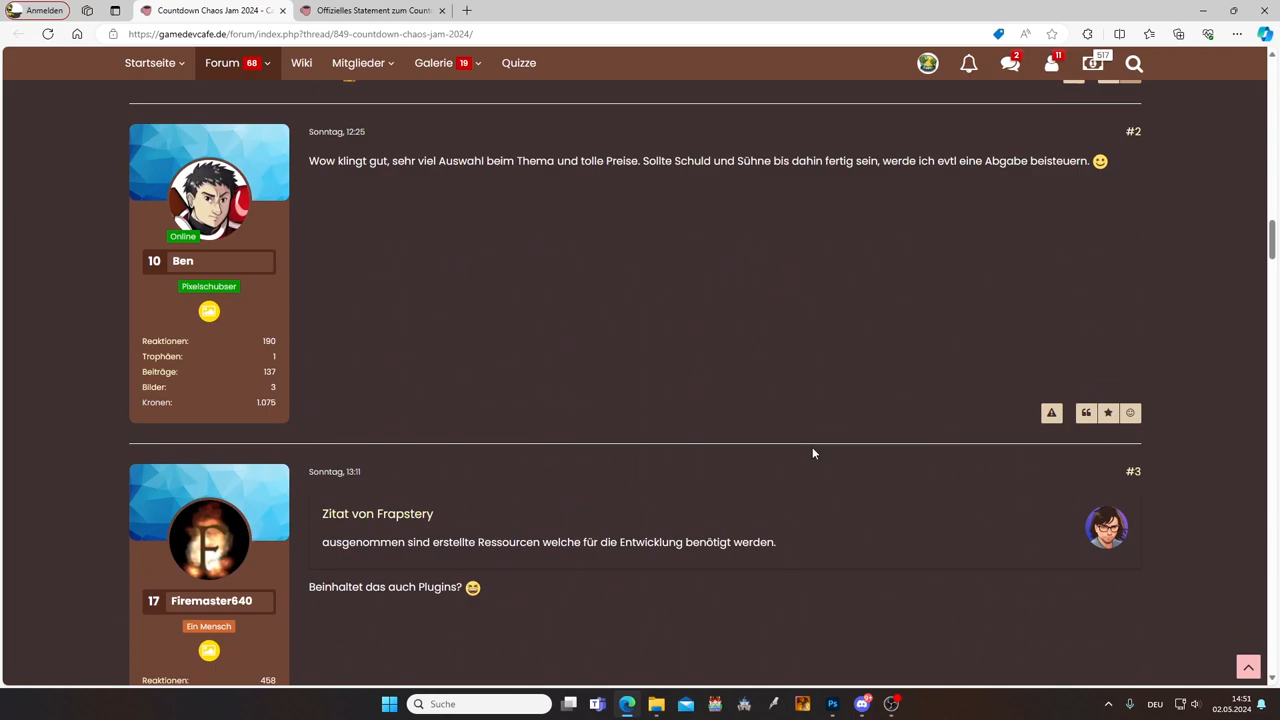 Anmelden
Countdown Chaos Jam 2024 - C
Offizielles Statement zum Count
https://gamedevcafe.de/forum/index.php?thread/849-countdown-chaos-jam-2024/
Startseite Forum 68 Wiki Mitglieder Galerie 19 Quizze 2 11 517
Sonntag, 12:25 #2
Wow klingt gut, sehr viel Auswahl beim Thema und tolle Preise. Sollte Schuld und Sühne bis dahin fertig sein, werde ich evtl eine Abgabe beisteuern.
Online
10 Ben
Pixelschubser
Reaktionen: 190
Trophäen: 1
Beiträge: 137
Bilder: 3
Kronen: 1.075
Sonntag, 13:11 #3
Zitat von Frapstery
ausgenommen sind erstellte Ressourcen welche für die Entwicklung benötigt werden.
Beinhaltet das auch Plugins?
F
17 Firemaster640
Ein Mensch
Reaktionen: 458
Suche
DEU
14:51
02.05.2024